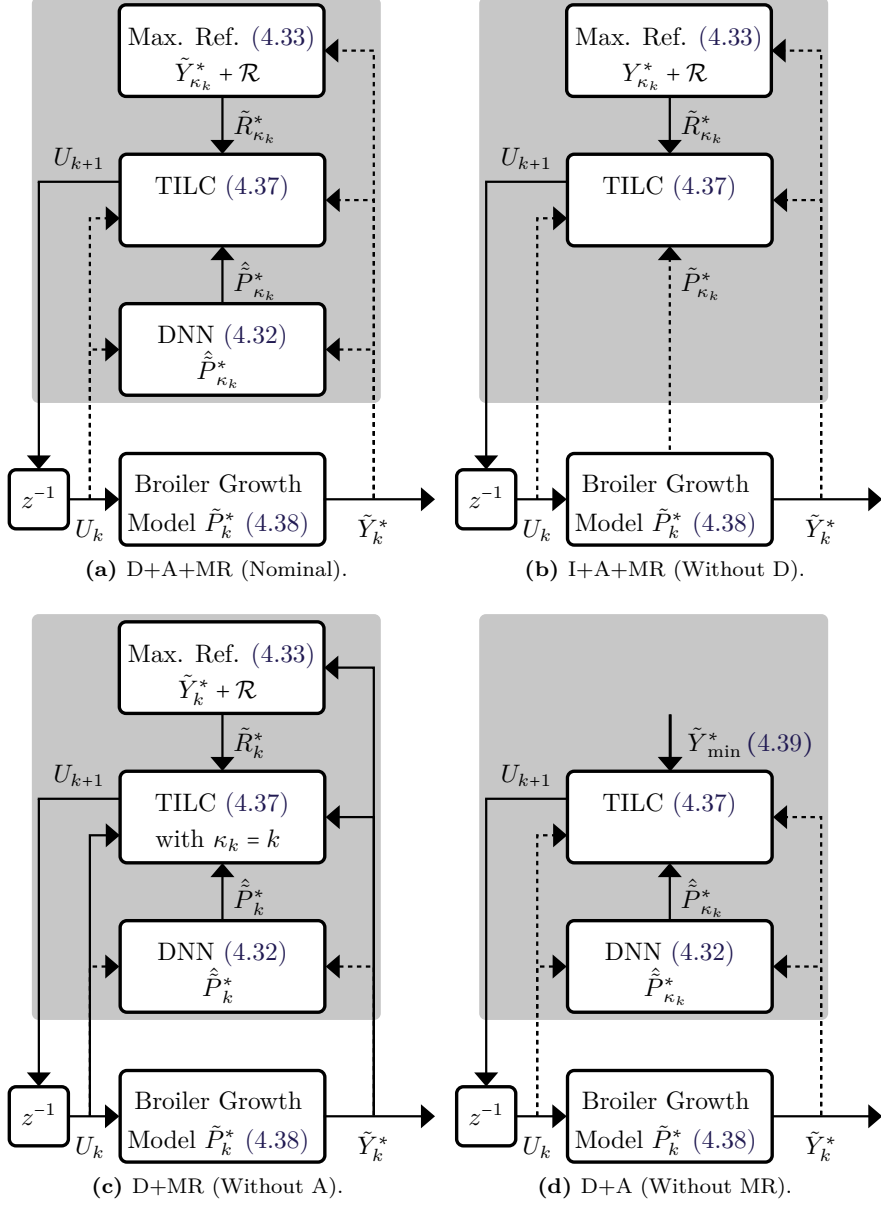 Max. Ref. (4.33)
Ỹ*κₖ + ℛ
R̃*κₖ
Uₖ₊₁
TILC (4.37)
P̃̂*κₖ
DNN (4.32)
P̃̂*κₖ
z⁻¹
Broiler Growth
Model P̃*ₖ (4.38)
Uₖ
Ỹ*ₖ
(a) D+A+MR (Nominal).
Max. Ref. (4.33)
Y*κₖ + ℛ
R̃*κₖ
Uₖ₊₁
TILC (4.37)
P̃*κₖ
z⁻¹
Broiler Growth
Model P̃*ₖ (4.38)
Uₖ
Ỹ*ₖ
(b) I+A+MR (Without D).
Max. Ref. (4.33)
Ỹ*ₖ + ℛ
R̃*ₖ
Uₖ₊₁
TILC (4.37)
with κₖ = k
P̃̂*ₖ
DNN (4.32)
P̃̂*ₖ
z⁻¹
Broiler Growth
Model P̃*ₖ (4.38)
Uₖ
Ỹ*ₖ
(c) D+MR (Without A).
Ỹ*min (4.39)
Uₖ₊₁
TILC (4.37)
P̃̂*κₖ
DNN (4.32)
P̃̂*κₖ
z⁻¹
Broiler Growth
Model P̃*ₖ (4.38)
Uₖ
Ỹ*ₖ
(d) D+A (Without MR).